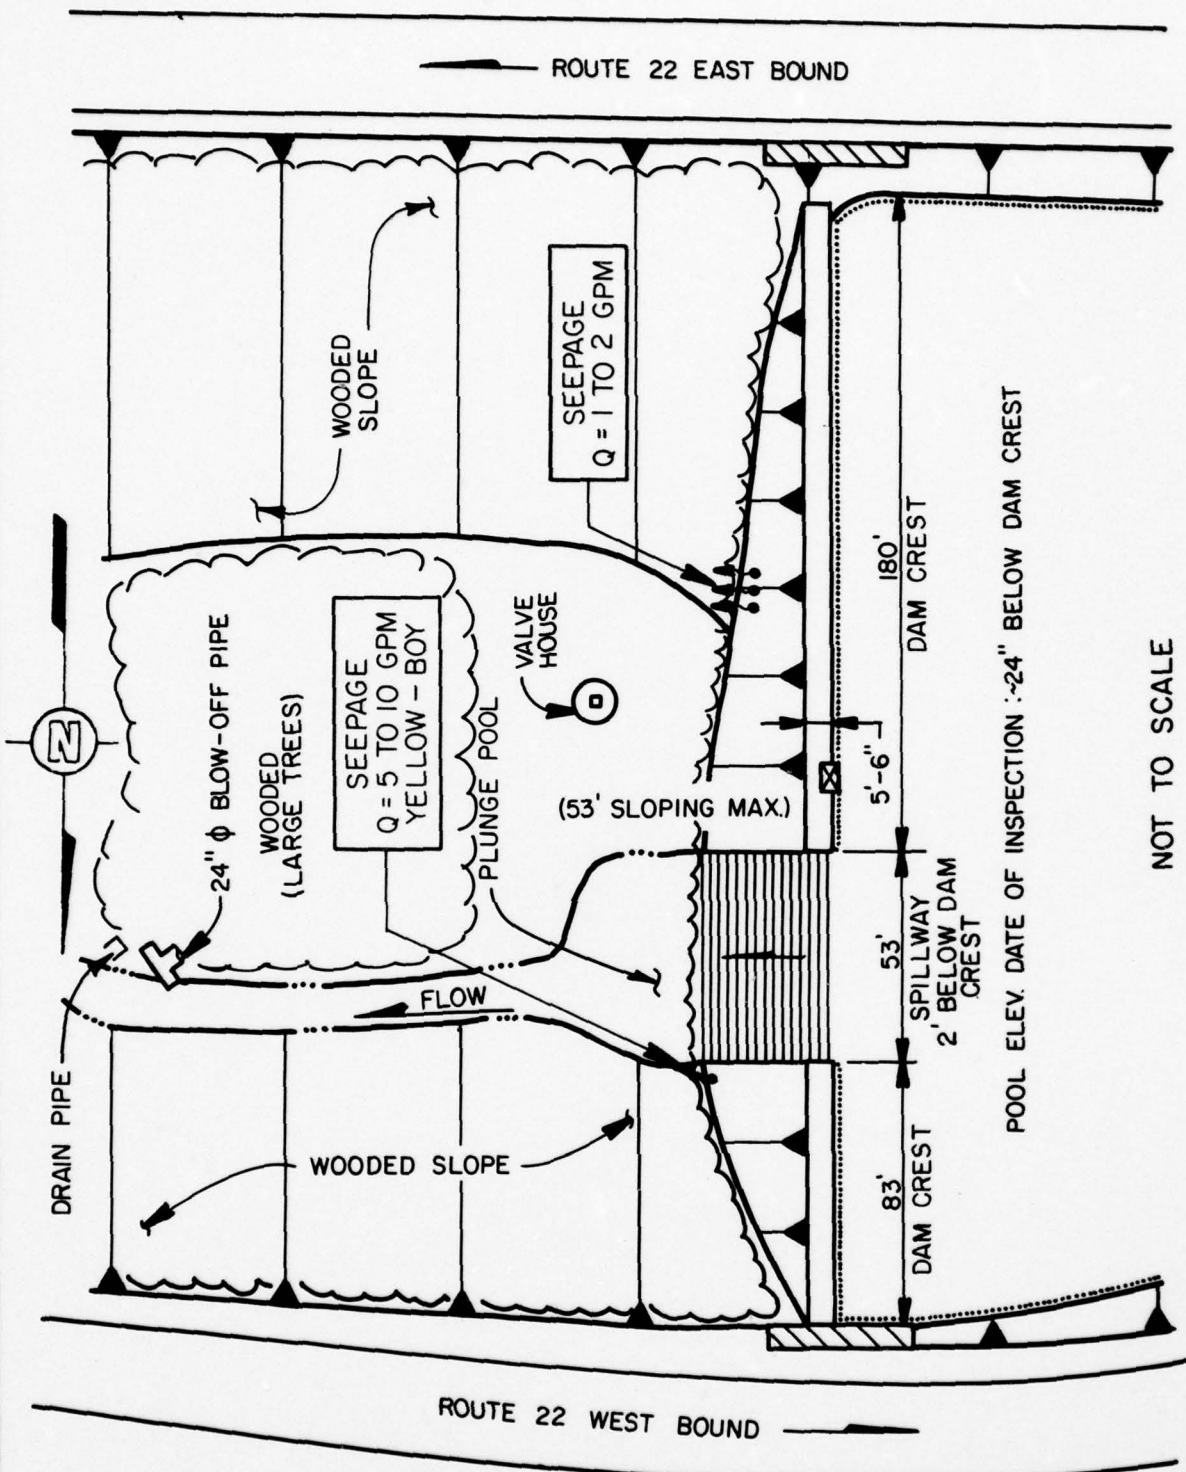 ROUTE 22 EAST BOUND
WOODED
SLOPE
SEEPAGE
Q = 1 TO 2 GPM
SEEPAGE
Q = 5 TO 10 GPM
YELLOW-BOY
VALVE
HOUSE
24" ϕ BLOW-OFF PIPE
WOODED
(LARGE TREES)
PLUNGE POOL
(53' SLOPING MAX.)
N
FLOW
DRAIN PIPE
WOODED SLOPE
180'
DAM CREST
5'-6"
53'
SPILLWAY
2' BELOW DAM
CREST
83'
DAM CREST
POOL ELEV. DATE OF INSPECTION :~24" BELOW DAM CREST
NOT TO SCALE
ROUTE 22 WEST BOUND